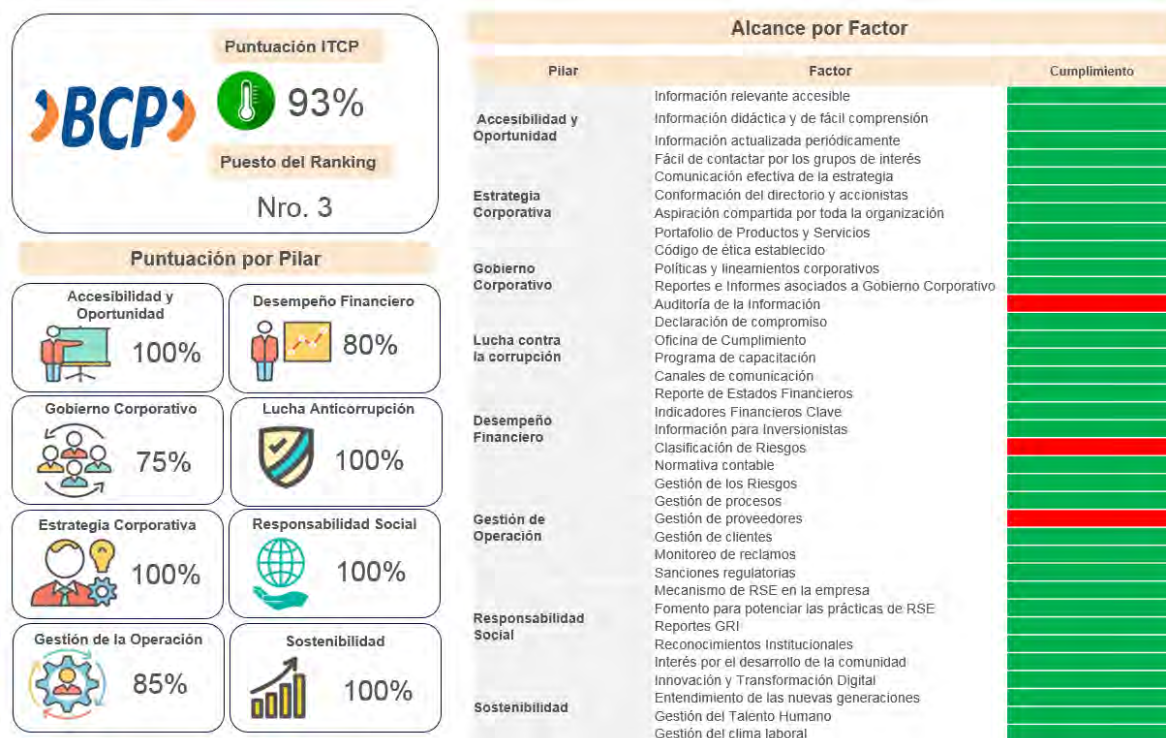 BCP
Puntuación ITCP
93%
Puesto del Ranking
Nro. 3
Puntuación por Pilar
Accesibilidad y
Oportunidad
100%
Desempeño Financiero
80%
Gobierno Corporativo
75%
Lucha Anticorrupción
100%
Estrategia Corporativa
100%
Responsabilidad Social
100%
Gestión de la Operación
85%
Sostenibilidad
100%
Alcance por Factor
Pilar Factor Cumplimiento
Accesibilidad y
Oportunidad
Información relevante accesible
Información didáctica y de fácil comprensión
Información actualizada periódicamente
Fácil de contactar por los grupos de interés
Estrategia
Corporativa
Comunicación efectiva de la estrategia
Conformación del directorio y accionistas
Aspiración compartida por toda la organización
Portafolio de Productos y Servicios
Gobierno
Corporativo
Código de ética establecido
Políticas y lineamientos corporativos
Reportes e Informes asociados a Gobierno Corporativo
Auditoría de la Información
Lucha contra
la corrupción
Declaración de compromiso
Oficina de Cumplimiento
Programa de capacitación
Canales de comunicación
Desempeño
Financiero
Reporte de Estados Financieros
Indicadores Financieros Clave
Información para Inversionistas
Clasificación de Riesgos
Normativa contable
Gestión de
Operación
Gestión de los Riesgos
Gestión de procesos
Gestión de proveedores
Gestión de clientes
Monitoreo de reclamos
Sanciones regulatorias
Responsabilidad
Social
Mecanismo de RSE en la empresa
Fomento para potenciar las prácticas de RSE
Reportes GRI
Reconocimientos Institucionales
Interés por el desarrollo de la comunidad
Sostenibilidad
Innovación y Transformación Digital
Entendimiento de las nuevas generaciones
Gestión del Talento Humano
Gestión del clima laboral